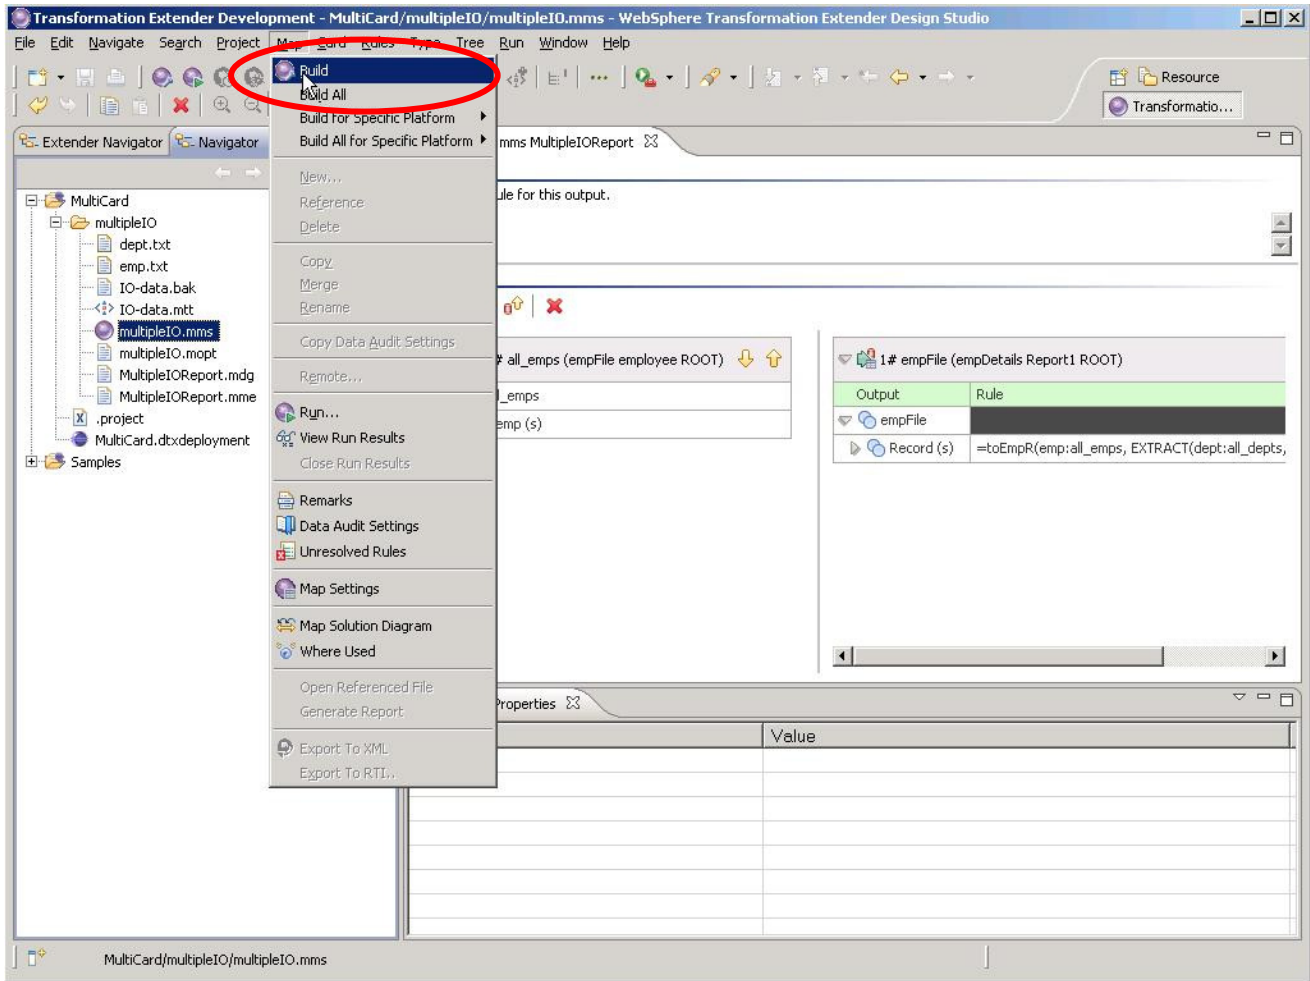 Transformation Extender Development - MultiCard/multipleIO/multipleIO.mms - WebSphere Transformation Extender Design Studio
File Edit Navigate Search Project Map Card Rules Type Tree Run Window Help
Resource
Transformatio...
Extender Navigator
Navigator
mms MultipleIOReport
MultiCard
multipleIO
dept.txt
emp.txt
IO-data.bak
IO-data.mtt
multipleIO.mms
multipleIO.mopt
MultipleIOReport.mdg
MultipleIOReport.mme
.project
MultiCard.dtxdeployment
Samples
Build
Build All
Build for Specific Platform
Build All for Specific Platform
New...
Reference
Delete
Copy
Merge
Rename
Copy Data Audit Settings
Remote...
Run...
View Run Results
Close Run Results
Remarks
Data Audit Settings
Unresolved Rules
Map Settings
Map Solution Diagram
Where Used
Open Referenced File
Generate Report
Export To XML
Export To RTI..
ule for this output.
# all_emps (empFile employee ROOT)
l_emps
emp (s)
1# empFile (empDetails Report1 ROOT)
Output Rule
empFile
Record (s) =toEmpR(emp:all_emps, EXTRACT(dept:all_depts,
Properties
Value
MultiCard/multipleIO/multipleIO.mms